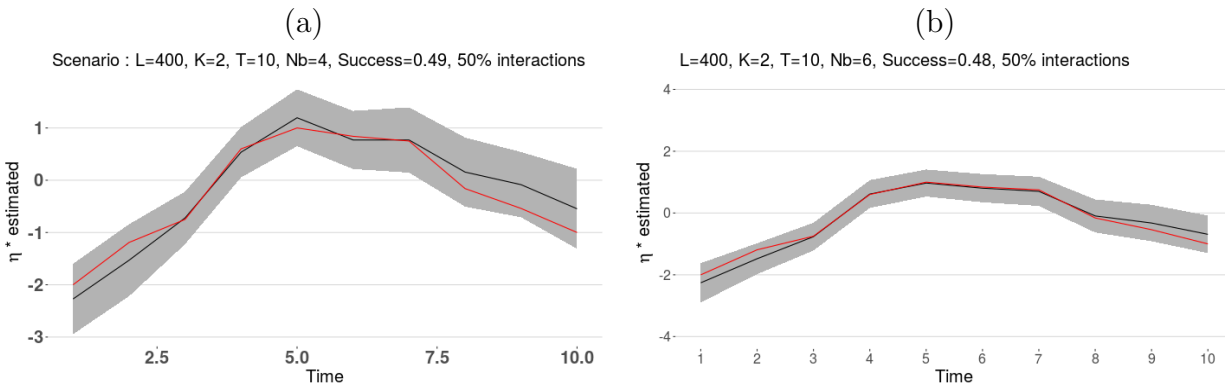 (a)
Scenario : L=400, K=2, T=10, Nb=4, Success=0.49, 50% interactions
1
0
-1
-2
-3
η * estimated
2.5 5.0 7.5 10.0
Time
(b)
L=400, K=2, T=10, Nb=6, Success=0.48, 50% interactions
4
2
0
-2
-4
η * estimated
1 2 3 4 5 6 7 8 9 10
Time